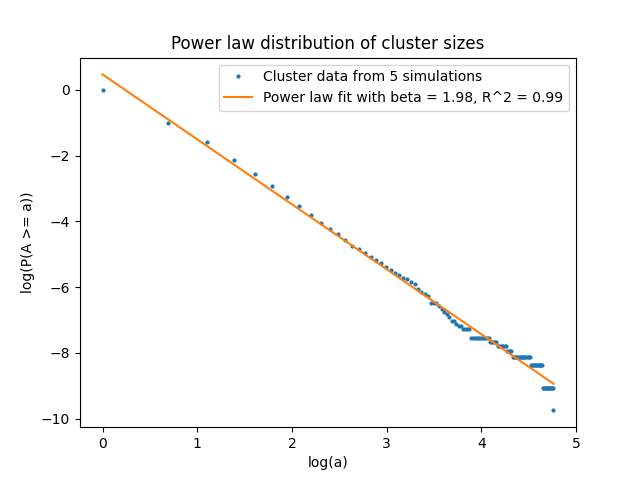 Power law distribution of cluster sizes
Cluster data from 5 simulations
Power law fit with beta = 1.98, R^2 = 0.99
log(P(A >= a))
0
−2
−4
−6
−8
−10
0 1 2 3 4 5
log(a)